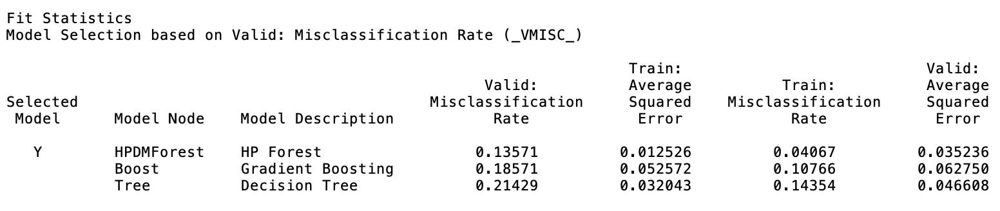 Fit Statistics
Model Selection based on Valid: Misclassification Rate (_VMISC_)
Train: Valid:
Valid: Average Train: Average
Selected Misclassification Squared Misclassification Squared
Model Model Node Model Description Rate Error Rate Error
Y HPDMForest HP Forest 0.13571 0.012526 0.04067 0.035236
Boost Gradient Boosting 0.18571 0.052572 0.10766 0.062750
Tree Decision Tree 0.21429 0.032043 0.14354 0.046608